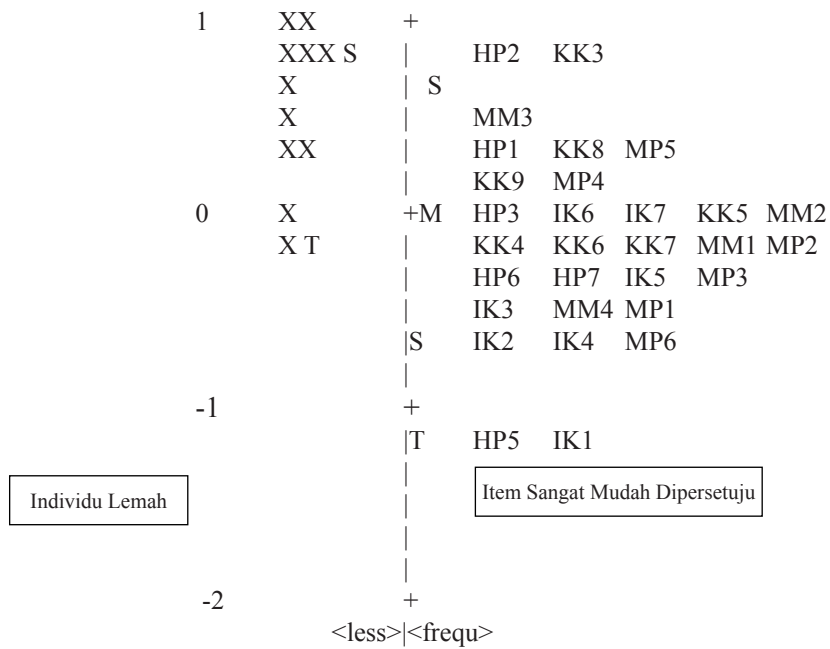 1 XX +
XXX S | HP2 KK3
X | S
X | MM3
XX | HP1 KK8 MP5
| KK9 MP4
0 X +M HP3 IK6 IK7 KK5 MM2
X T | KK4 KK6 KK7 MM1 MP2
| HP6 HP7 IK5 MP3
| IK3 MM4 MP1
|S IK2 IK4 MP6
|
-1 +
|T HP5 IK1
|
Individu Lemah | Item Sangat Mudah Dipersetuju
|
|
|
-2 +
<less>|<frequ>